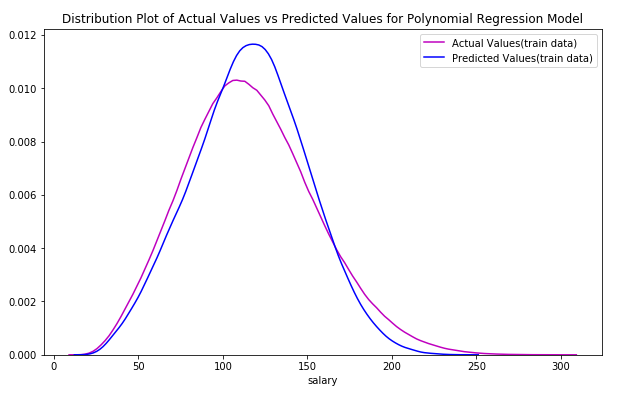 Distribution Plot of Actual Values vs Predicted Values for Polynomial Regression Model
Actual Values(train data)
Predicted Values(train data)
0.012
0.010
0.008
0.006
0.004
0.002
0.000
0 50 100 150 200 250 300
salary